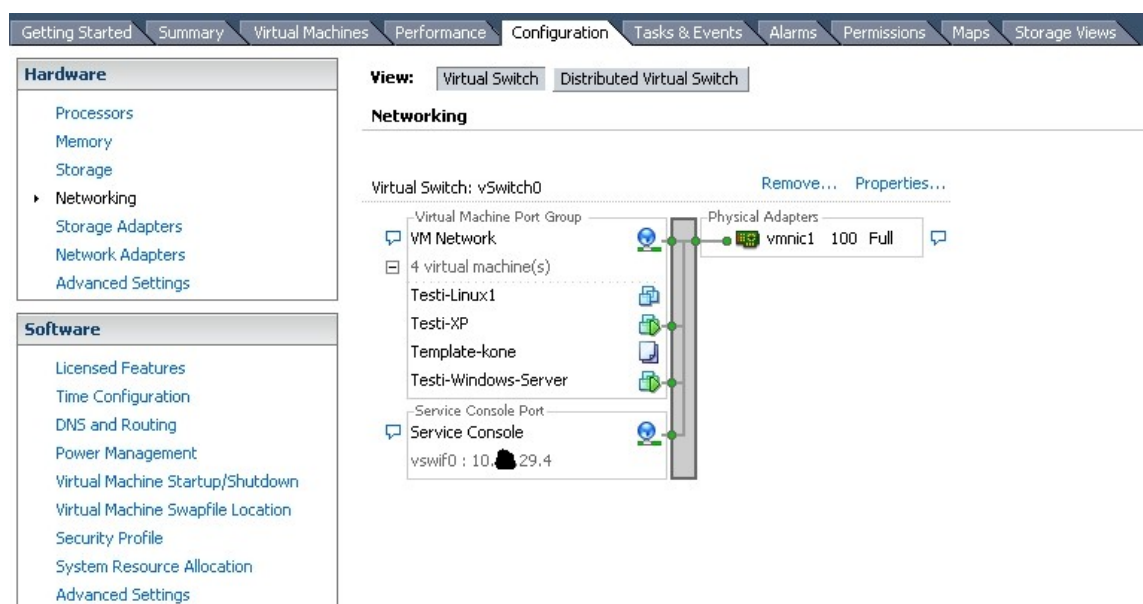 Getting Started Summary Virtual Machines Performance Configuration Tasks & Events Alarms Permissions Maps Storage Views
Hardware
Processors
Memory
Storage
Networking
Storage Adapters
Network Adapters
Advanced Settings
Software
Licensed Features
Time Configuration
DNS and Routing
Power Management
Virtual Machine Startup/Shutdown
Virtual Machine Swapfile Location
Security Profile
System Resource Allocation
Advanced Settings
View: Virtual Switch Distributed Virtual Switch
Networking
Virtual Switch: vSwitch0 Remove... Properties...
Virtual Machine Port Group
VM Network
4 virtual machine(s)
Testi-Linux1
Testi-XP
Template-kone
Testi-Windows-Server
Service Console Port
Service Console
vswif0 : 10. .29.4
Physical Adapters
vmnic1 100 Full